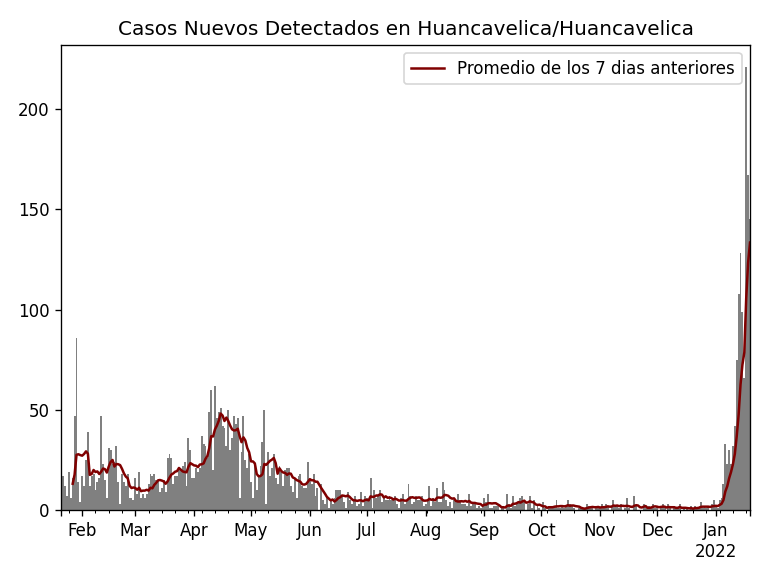 Casos Nuevos Detectados en Huancavelica/Huancavelica
Promedio de los 7 dias anteriores
200
150
100
50
0
Feb Mar Apr May Jun Jul Aug Sep Oct Nov Dec Jan
2022